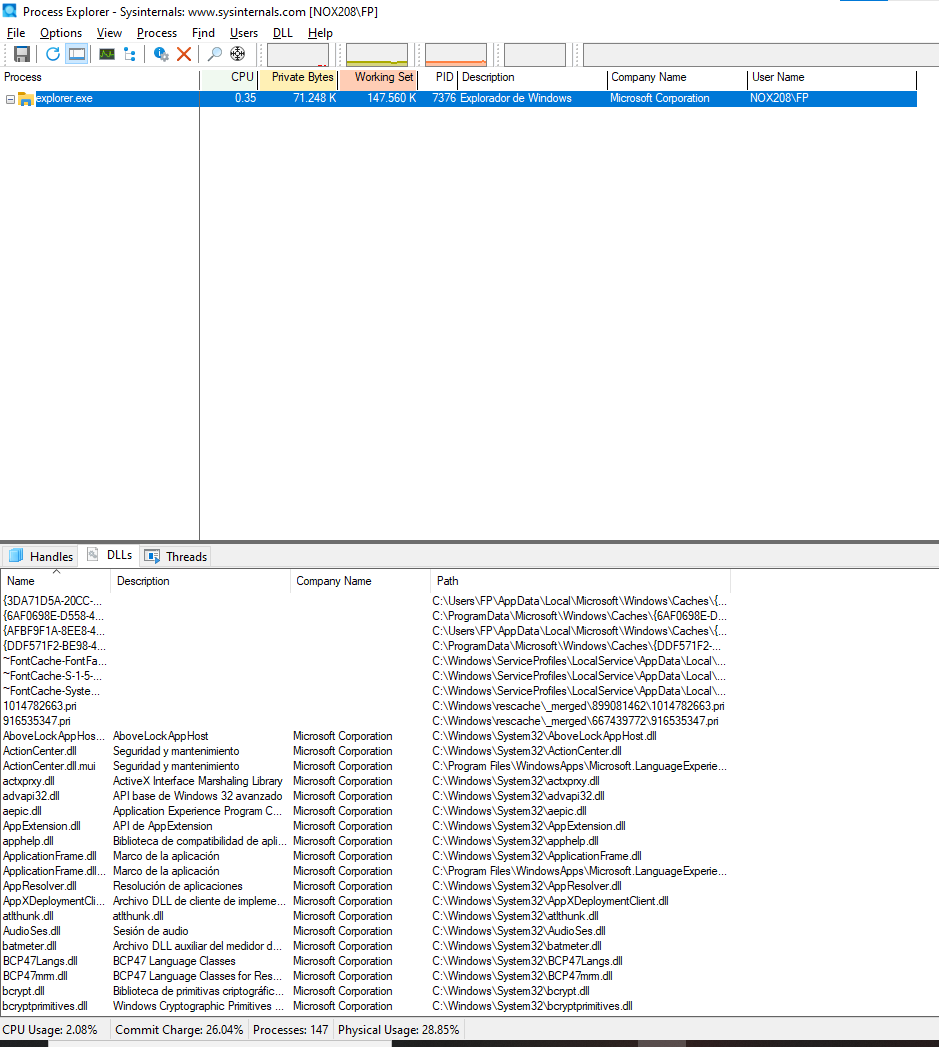 Process Explorer - Sysinternals: www.sysinternals.com [NOX208\FP]
File Options View Process Find Users DLL Help
Process CPU Private Bytes Working Set PID Description Company Name User Name
explorer.exe 0.35 71.248 K 147.560 K 7376 Explorador de Windows Microsoft Corporation NOX208\FP
Handles DLLs Threads
Name Description Company Name Path
{3DA71D5A-20CC-... C:\Users\FP\AppData\Local\Microsoft\Windows\Caches\{...
{6AF0698E-D558-4... C:\ProgramData\Microsoft\Windows\Caches\{6AF0698E-D...
{AFBF9F1A-8EE8-4... C:\Users\FP\AppData\Local\Microsoft\Windows\Caches\{...
{DDF571F2-BE98-4... C:\ProgramData\Microsoft\Windows\Caches\{DDF571F2-...
~FontCache-FontFa... C:\Windows\ServiceProfiles\LocalService\AppData\Local\...
~FontCache-S-1-5-... C:\Windows\ServiceProfiles\LocalService\AppData\Local\...
~FontCache-Syste... C:\Windows\ServiceProfiles\LocalService\AppData\Local\...
1014782663.pri C:\Windows\rescache\_merged\899081462\1014782663.pri
916535347.pri C:\Windows\rescache\_merged\667439772\916535347.pri
AboveLockAppHos... AboveLockAppHost Microsoft Corporation C:\Windows\System32\AboveLockAppHost.dll
ActionCenter.dll Seguridad y mantenimiento Microsoft Corporation C:\Windows\System32\ActionCenter.dll
ActionCenter.dll.mui Seguridad y mantenimiento Microsoft Corporation C:\Program Files\WindowsApps\Microsoft.LanguageExperie...
actxprxy.dll ActiveX Interface Marshaling Library Microsoft Corporation C:\Windows\System32\actxprxy.dll
advapi32.dll API base de Windows 32 avanzado Microsoft Corporation C:\Windows\System32\advapi32.dll
aepic.dll Application Experience Program C... Microsoft Corporation C:\Windows\System32\aepic.dll
AppExtension.dll API de AppExtension Microsoft Corporation C:\Windows\System32\AppExtension.dll
apphelp.dll Biblioteca de compatibilidad de apli... Microsoft Corporation C:\Windows\System32\apphelp.dll
ApplicationFrame.dll Marco de la aplicación Microsoft Corporation C:\Windows\System32\ApplicationFrame.dll
ApplicationFrame.dll... Marco de la aplicación Microsoft Corporation C:\Program Files\WindowsApps\Microsoft.LanguageExperie...
AppResolver.dll Resolución de aplicaciones Microsoft Corporation C:\Windows\System32\AppResolver.dll
AppXDeploymentCli... Archivo DLL de cliente de impleme... Microsoft Corporation C:\Windows\System32\AppXDeploymentClient.dll
atlthunk.dll atlthunk.dll Microsoft Corporation C:\Windows\System32\atlthunk.dll
AudioSes.dll Sesión de audio Microsoft Corporation C:\Windows\System32\AudioSes.dll
batmeter.dll Archivo DLL auxiliar del medidor d... Microsoft Corporation C:\Windows\System32\batmeter.dll
BCP47Langs.dll BCP47 Language Classes Microsoft Corporation C:\Windows\System32\BCP47Langs.dll
BCP47mrm.dll BCP47 Language Classes for Res... Microsoft Corporation C:\Windows\System32\BCP47mrm.dll
bcrypt.dll Biblioteca de primitivas criptográfic... Microsoft Corporation C:\Windows\System32\bcrypt.dll
bcryptprimitives.dll Windows Cryptographic Primitives ... Microsoft Corporation C:\Windows\System32\bcryptprimitives.dll
CPU Usage: 2.08% Commit Charge: 26.04% Processes: 147 Physical Usage: 28.85%